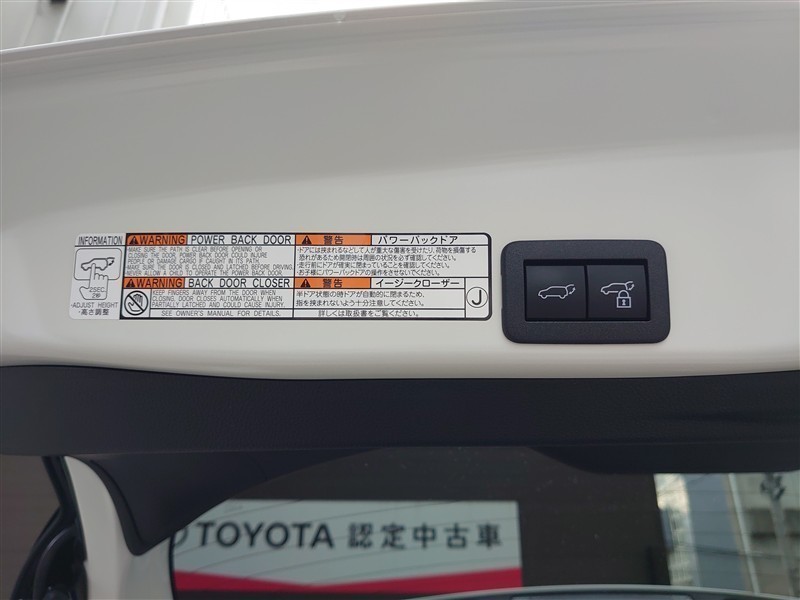 INFORMATION
2SEC.
2秒
・ADJUST HEIGHT
・高さ調整
WARNING POWER BACK DOOR
・MAKE SURE THE PATH IS CLEAR BEFORE OPENING OR
CLOSING THE DOOR. POWER BACK DOOR COULD INJURE
PEOPLE OR DAMAGE CARGO IF CAUGHT IN ITS PATH.
・MAKE SURE THE DOOR IS CLOSED AND LATCHED BEFORE DRIVING.
・NEVER ALLOW A CHILD TO OPERATE THE POWER BACK DOOR.
警告 パワーバックドア
・ドアには挟まれるなどして人が重大な傷害を受けたり、荷物を損傷する
恐れがあるため開閉時は周囲の状況を必ず確認してください。
・走行前にドアが確実に閉まっていることを確認してください。
・お子様にパワーバックドアの操作をさせないでください。
WARNING BACK DOOR CLOSER
KEEP FINGERS AWAY FROM THE DOOR WHEN
CLOSING. DOOR CLOSES AUTOMATICALLY WHEN
PARTIALLY LATCHED AND COULD CAUSE INJURY.
SEE OWNER'S MANUAL FOR DETAILS.
警告 イージークローザー
半ドア状態の時ドアが自動的に閉まるため、
指を挟まれないよう十分注意してください。
詳しくは取扱書をご覧ください。
J
TOYOTA 認定中古車